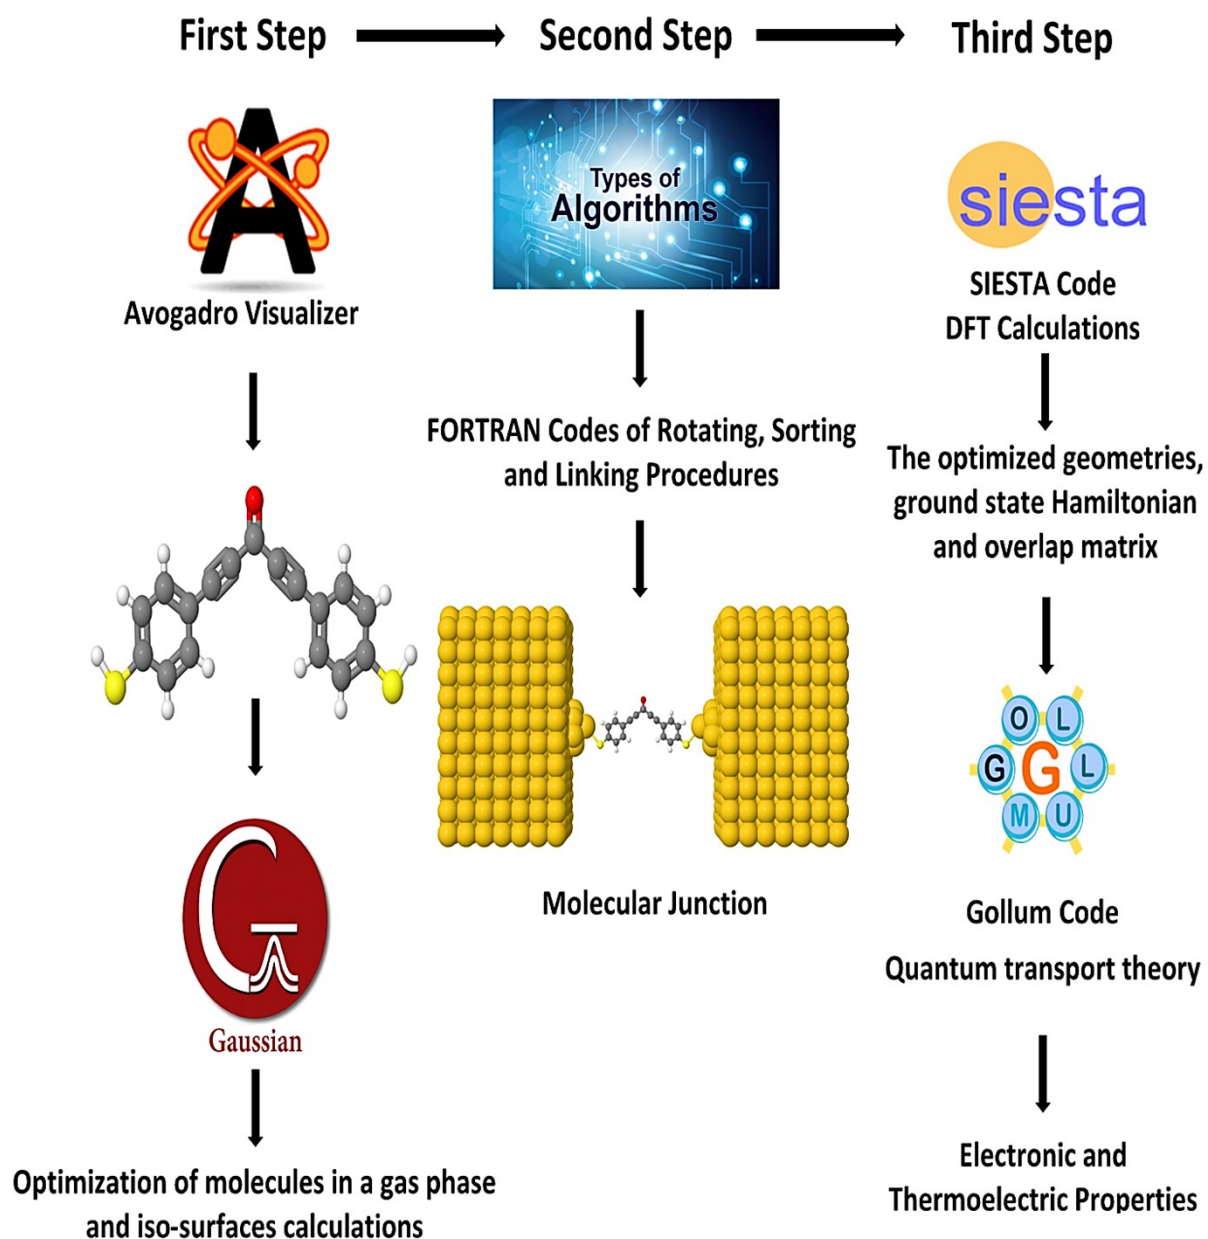 First Step
Second Step
Third Step
A
Avogadro Visualizer
Gaussian
Optimization of molecules in a gas phase
and iso-surfaces calculations
Types of
Algorithms
FORTRAN Codes of Rotating, Sorting
and Linking Procedures
Molecular Junction
siesta
SIESTA Code
DFT Calculations
The optimized geometries,
ground state Hamiltonian
and overlap matrix
G O L L U M
G
Gollum Code
Quantum transport theory
Electronic and
Thermoelectric Properties